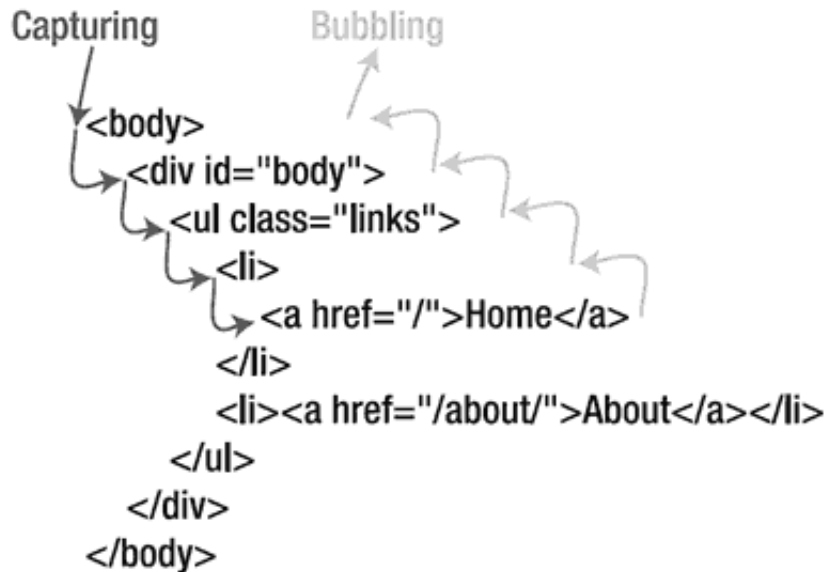 Capturing Bubbling
<body>
<div id="body">
<ul class="links">
<li>
<a href="/">Home</a>
</li>
<li><a href="/about/">About</a></li>
</ul>
</div>
</body>